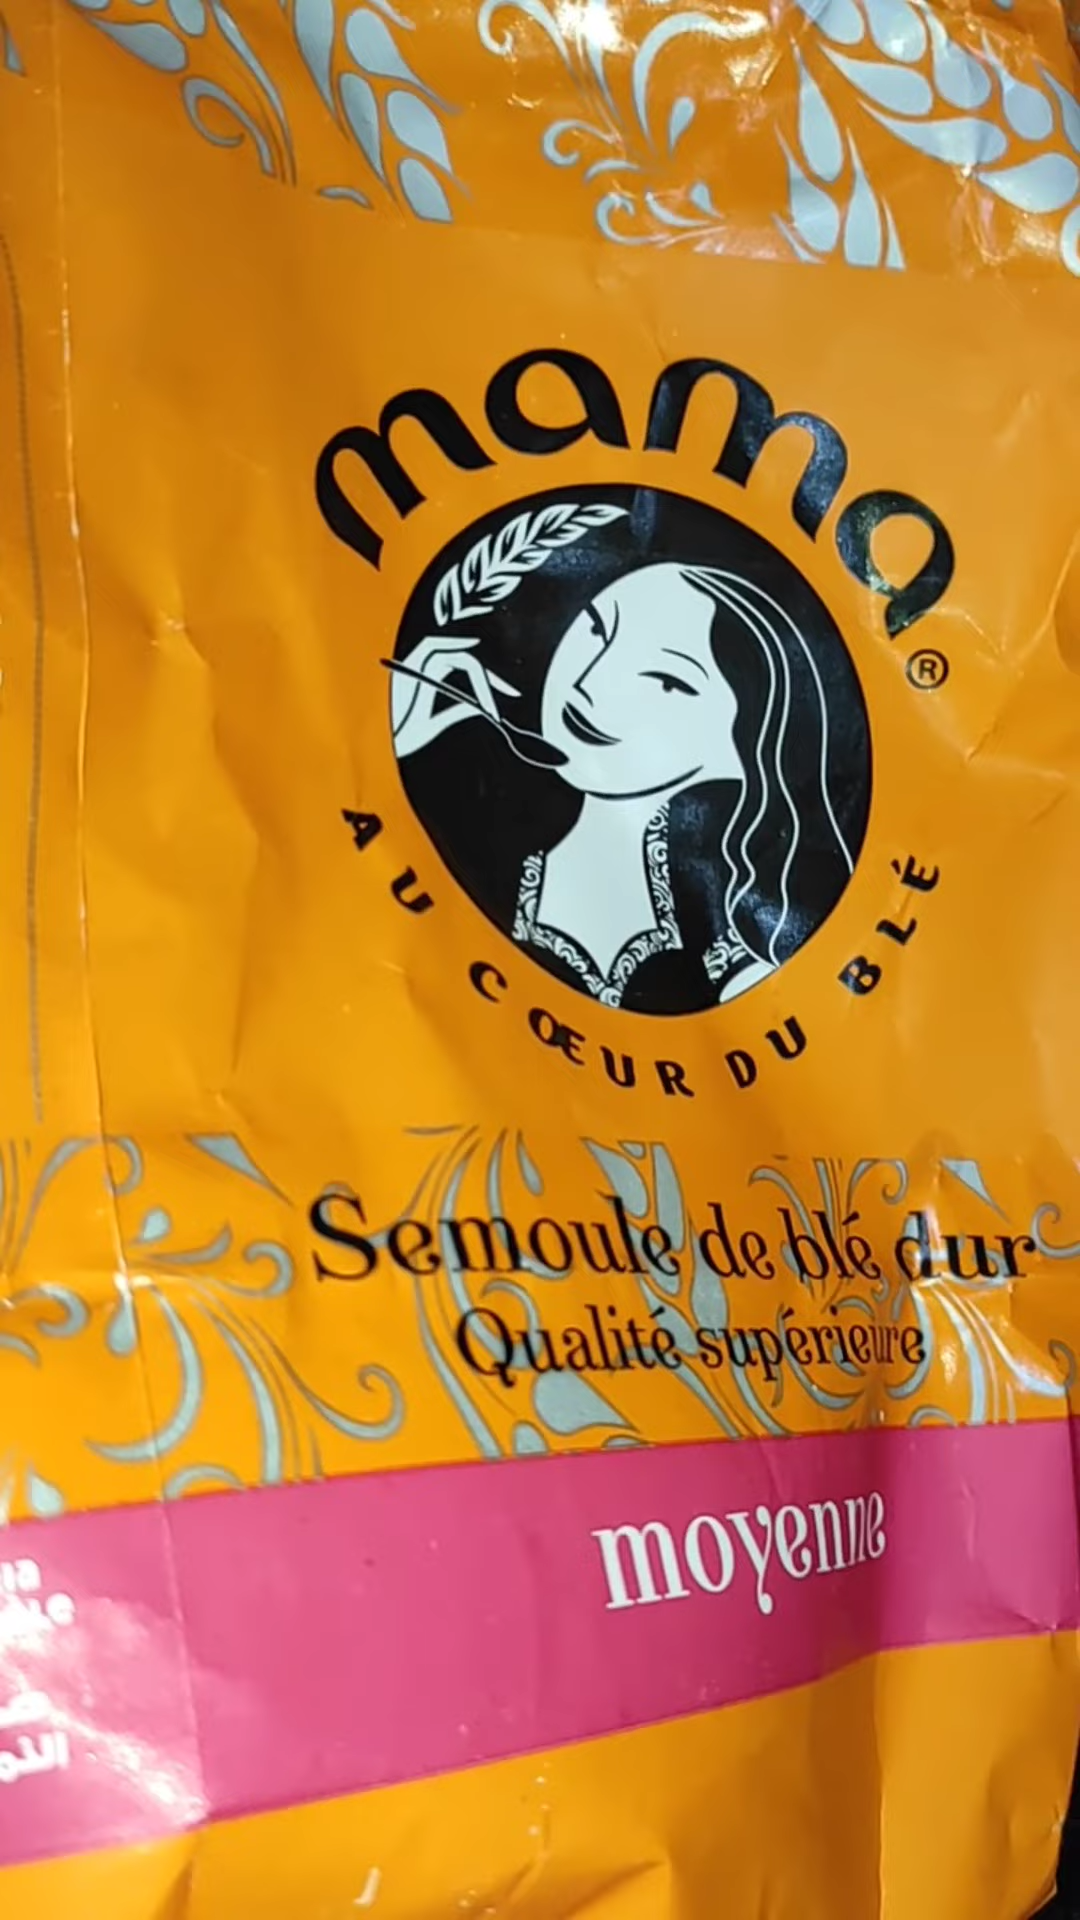 mama®
AU CŒUR DU BLÉ
Semoule de blé dur
Qualité supérieure
moyenne